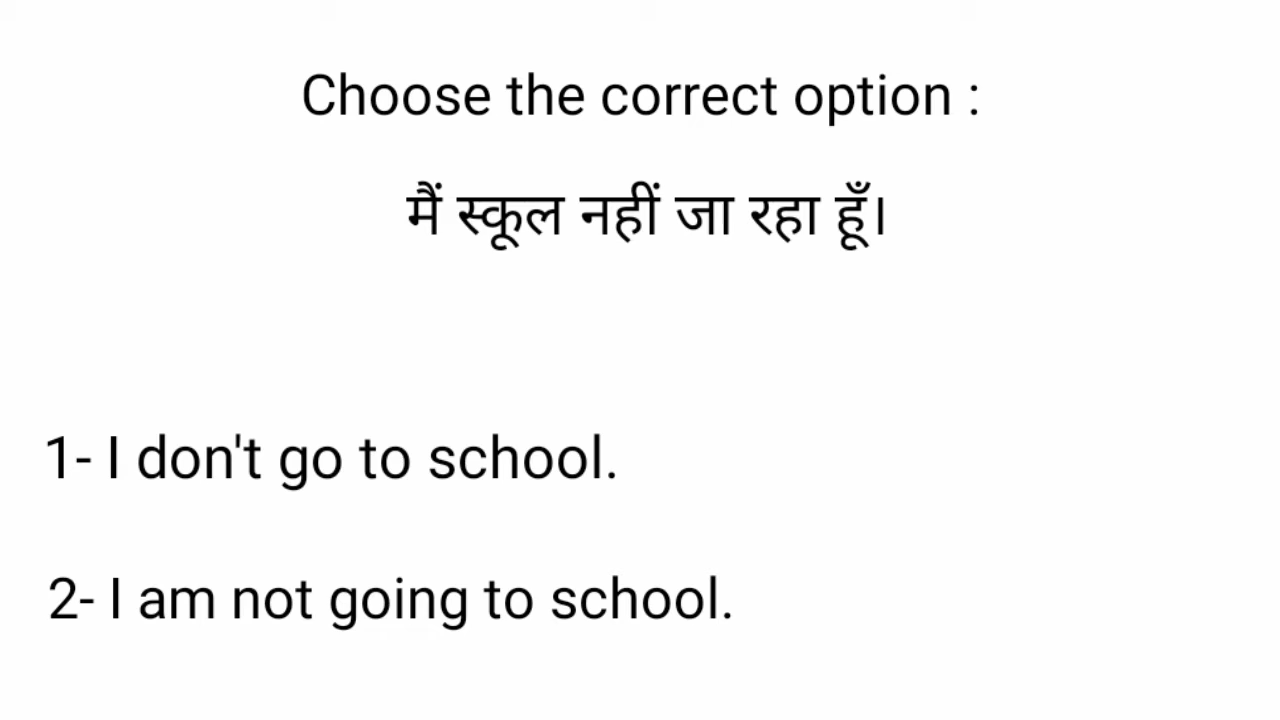 Choose the correct option :
मैं स्कूल नहीं जा रहा हूँ।
1- I don't go to school.
2- I am not going to school.